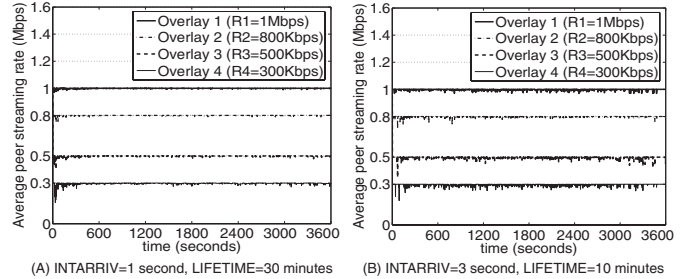 Average peer streaming rate (Mbps)
1.6
1.4
1.2
1
0.8
0.5
0.3
0
Overlay 1 (R1=1Mbps)
Overlay 2 (R2=800Kbps)
Overlay 3 (R3=500Kbps)
Overlay 4 (R4=300Kbps)
0 600 1200 1800 2400 3000 3600
time (seconds)
(A) INTARRIV=1 second, LIFETIME=30 minutes
Average peer streaming rate (Mbps)
1.6
1.4
1.2
1
0.8
0.5
0.3
0
Overlay 1 (R1=1Mbps)
Overlay 2 (R2=800Kbps)
Overlay 3 (R3=500Kbps)
Overlay 4 (R4=300Kbps)
0 600 1200 1800 2400 3000 3600
time (seconds)
(B) INTARRIV=3 second, LIFETIME=10 minutes